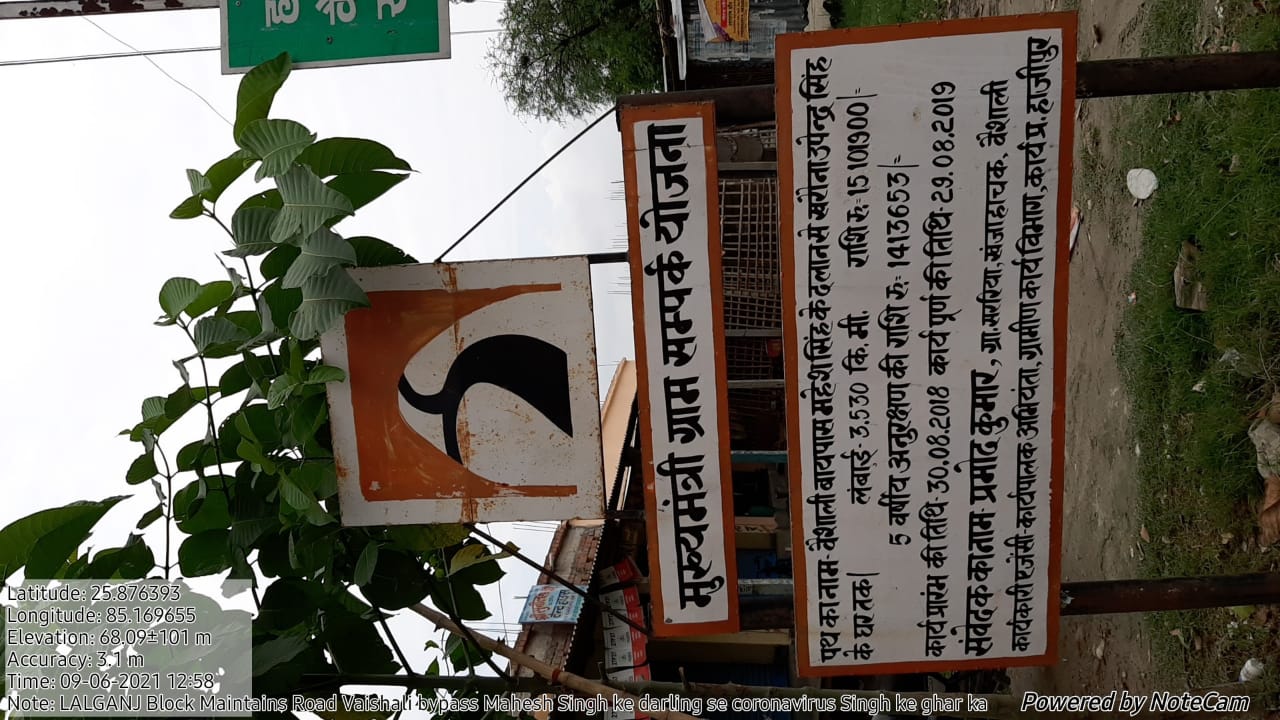 मुख्यमंत्री ग्राम सम्पर्क योजना
पथ का नाम- वैशाली बायपास महेश सिंह के दलान से खरौना उपेन्द्र सिंह
के घर तक| लंबाई 3.530 कि.मी. राशि रु:-15101900|=
5 वर्षीय अनुरक्षण की राशि रु:- 1413653|=
कार्य प्रारंभ की तिथि 30.08.2018 कार्य पूर्ण की तिथि- 29.08.2019
संवेदक का नाम- प्रमोद कुमार, ग्रा. सररिया, मंजाहाचक, वैशाली
कार्यकारी एजेंसी- कार्यपालक अभियंता, ग्रामीण कार्य विभाग, कार्य प्र. हाजीपुर
Latitude: 25.876393
Longitude: 85.169655
Elevation: 68.09±101 m
Accuracy: 3.1 m
Time: 09-06-2021 12:58
Note: LALGANJ Block Maintains Road Vaishali bypass Mahesh Singh ke darling se coronavirus Singh ke ghar ka
Powered by NoteCam